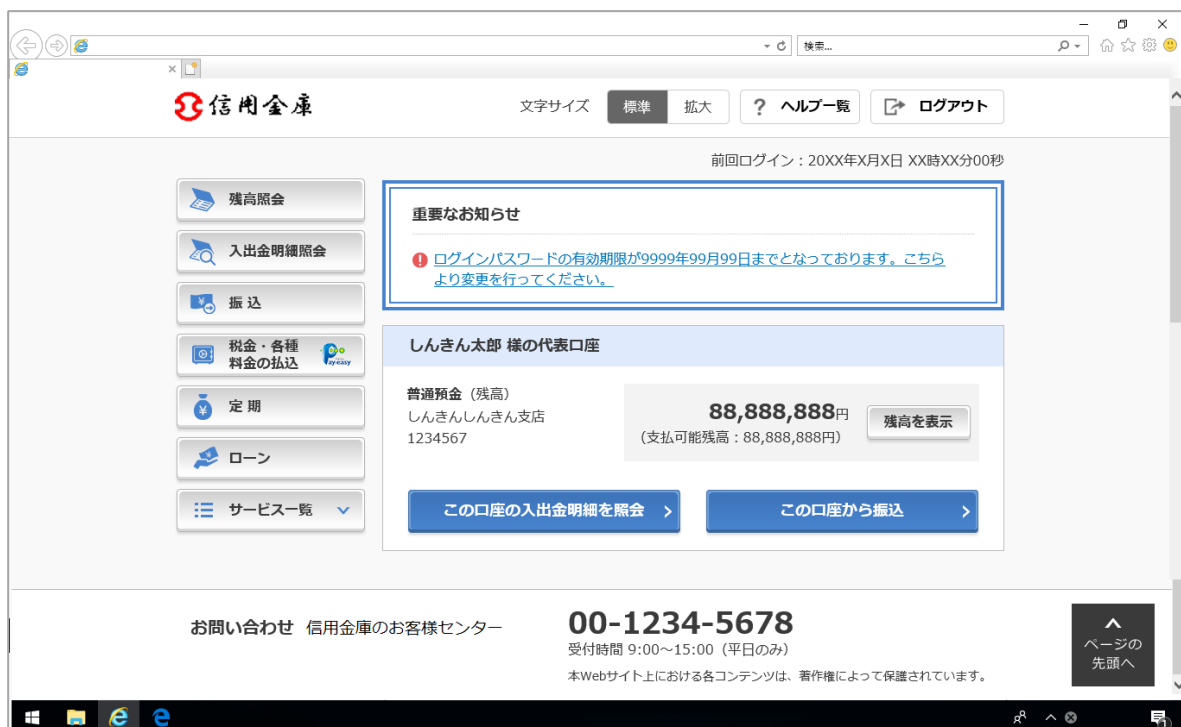 検索...
信用金庫
文字サイズ 標準 拡大 ? ヘルプ一覧 ログアウト
前回ログイン：20XX年X月X日 XX時XX分00秒
残高照会
入出金明細照会
振込
税金・各種
料金の払込
Pay-easy
定期
ローン
サービス一覧
重要なお知らせ
ログインパスワードの有効期限が9999年99月99日までとなっております。こちら
より変更を行ってください。
しんきん太郎 様の代表口座
普通預金（残高）
しんきんしんきん支店
1234567
88,888,888円
（支払可能残高：88,888,888円）
残高を表示
この口座の入出金明細を照会
この口座から振込
お問い合わせ 信用金庫のお客様センター
00-1234-5678
受付時間 9:00～15:00（平日のみ）
本Webサイト上における各コンテンツは、著作権によって保護されています。
ページの
先頭へ
1